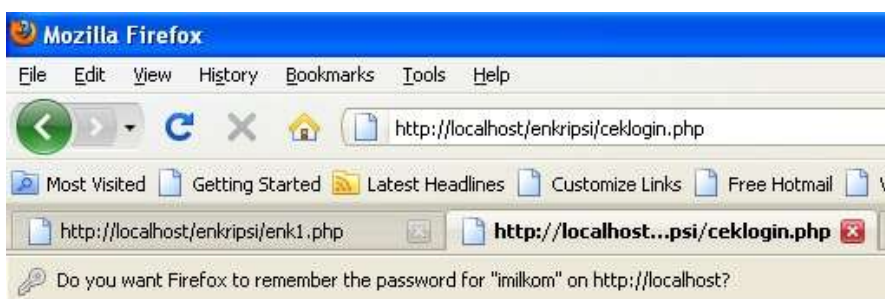 Mozilla Firefox
File Edit View History Bookmarks Tools Help
http://localhost/enkripsi/ceklogin.php
Most Visited Getting Started Latest Headlines Customize Links Free Hotmail
http://localhost/enkripsi/enk1.php http://localhost...psi/ceklogin.php
Do you want Firefox to remember the password for "imilkom" on http://localhost?